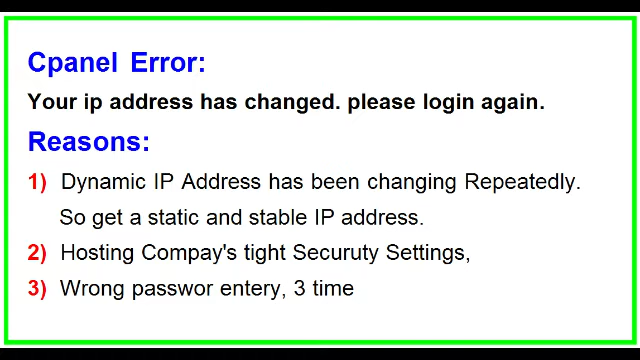 Cpanel Error:
Your ip address has changed. please login again.
Reasons:
1) Dynamic IP Address has been changing Repeatedly.
So get a static and stable IP address.
2) Hosting Compay's tight Securuty Settings,
3) Wrong passwor entery, 3 time